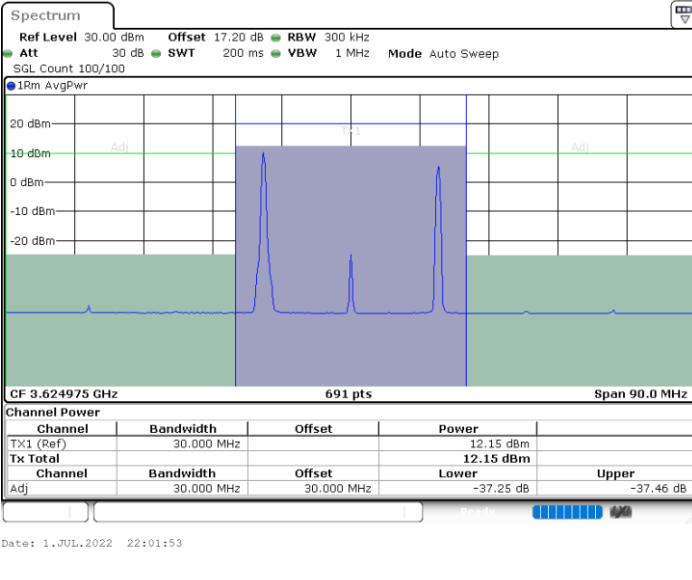 Spectrum
Ref Level 30.00 dBm Offset 17.20 dB RBW 300 kHz
Att 30 dB SWT 200 ms VBW 1 MHz Mode Auto Sweep
SGL Count 100/100
1Rm AvgPwr
20 dBm
TX1
Adj Adj
10 dBm
0 dBm
-10 dBm
-20 dBm
CF 3.624975 GHz 691 pts Span 90.0 MHz
Channel Power
Channel Bandwidth Offset Power
TX1 (Ref) 30.000 MHz 12.15 dBm
Tx Total 12.15 dBm
Channel Bandwidth Offset Lower Upper
Adj 30.000 MHz 30.000 MHz -37.25 dB -37.46 dB
Ready
Date: 1.JUL.2022 22:01:53